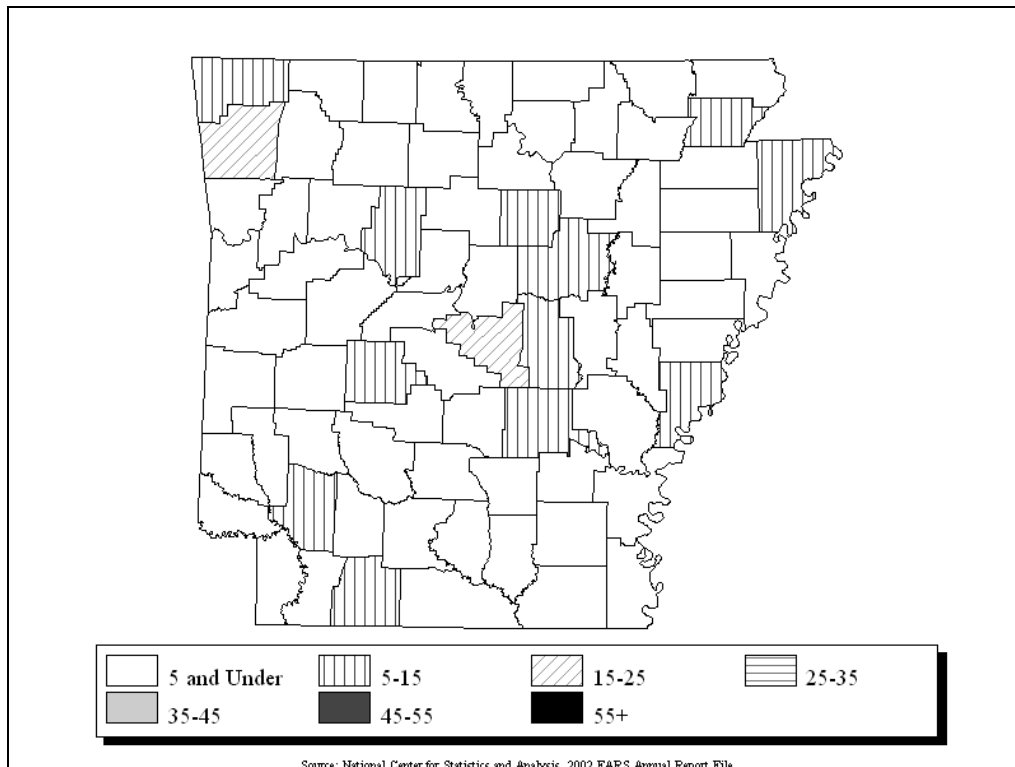 5 and Under 5-15 15-25 25-35
35-45 45-55 55+
Source: National Center for Statistics and Analysis, 2002 FARS Annual Report File